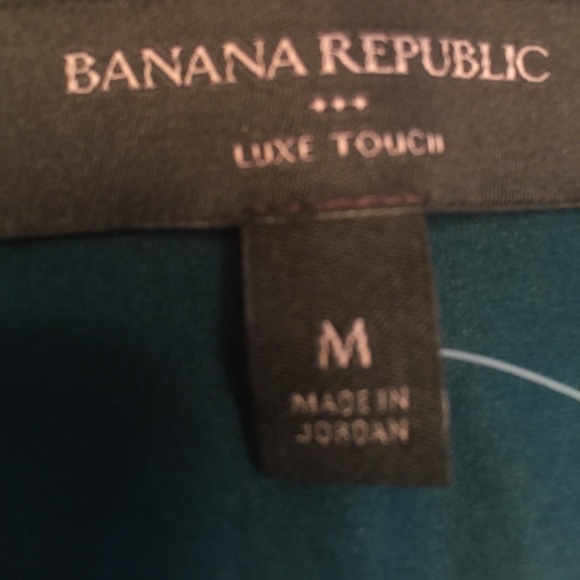 BANANA REPUBLIC
LUXE TOUCH
M
MADE IN
JORDAN